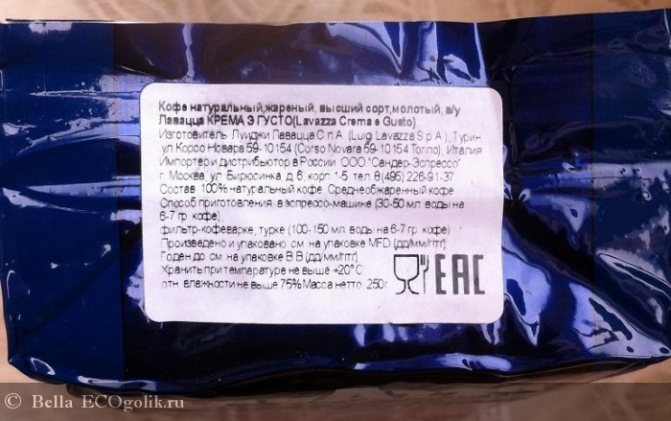 Кофе натуральный,жареный, высший сорт,молотый, в/у
Лавацца КРЕМА Э ГУСТО(Lavazza Crema e Gusto)
Изготовитель Луиджи Лавацца С.п.А. (Luigi Lavazza S.p.A.), Турин
ул Корсо Новара 59-10154 (Corso Novara 59-10154 Torino), Италия
Импортер и дистрибьютор в России ООО "Сандер-Эспрессо"
г. Москва, ул. Бирюсинка, д. 6, корп. 1-5 тел. 8(495) 226-91-37
Состав 100% натуральный кофе. Среднеобжаренный кофе
Способ приготовления в эспрессо-машине (30-50 мл. воды на
6-7 гр. кофе),
фильтр-кофеварке, турке (100-150 мл. воды на 6-7 гр. кофе)
Произведено и упаковано см. на упаковке MFD (дд/мм/гггг)
Годен до см. на упаковке B.B (дд/мм/гггг)
Хранить при температуре не выше +20°C
отн. влажности не выше 75% Масса нетто 250г
EAC
© Bella ECOgolik.ru